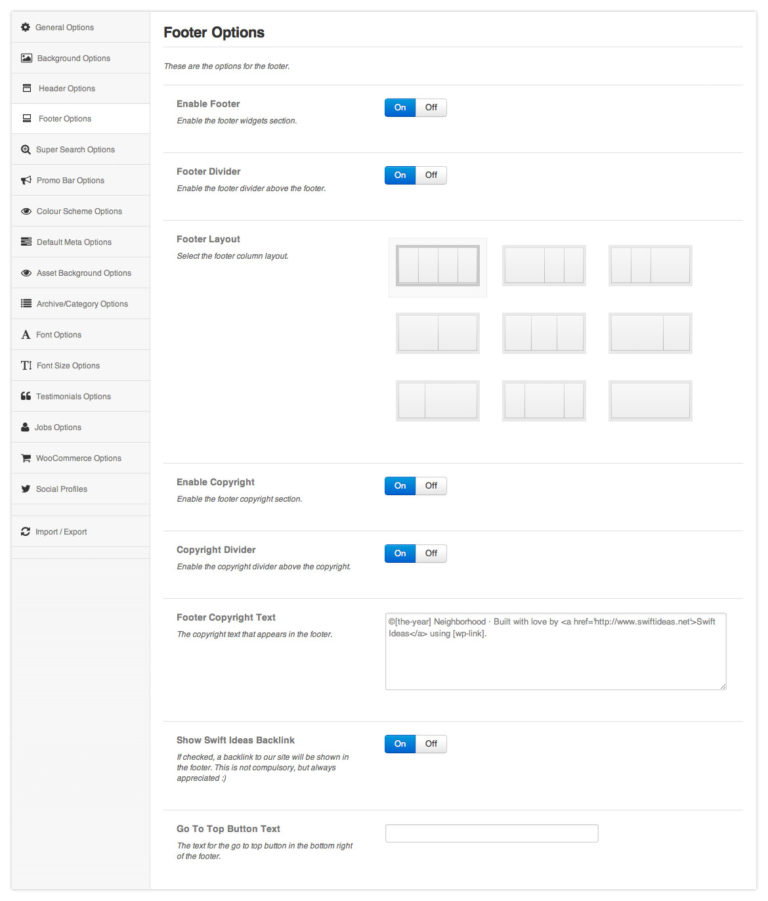 General Options
Background Options
Header Options
Footer Options
Super Search Options
Promo Bar Options
Colour Scheme Options
Default Meta Options
Asset Background Options
Archive/Category Options
Font Options
Font Size Options
Testimonials Options
Jobs Options
WooCommerce Options
Social Profiles
Import / Export
Footer Options
These are the options for the footer.
Enable Footer
Enable the footer widgets section.
On Off
Footer Divider
Enable the footer divider above the footer.
On Off
Footer Layout
Select the footer column layout.
Enable Copyright
Enable the footer copyright section.
On Off
Copyright Divider
Enable the copyright divider above the copyright.
On Off
Footer Copyright Text
The copyright text that appears in the footer.
©[the-year] Neighborhood · Built with love by <a href='http://www.swiftideas.net'>Swift
Ideas</a> using [wp-link].
Show Swift Ideas Backlink
If checked, a backlink to our site will be shown in
the footer. This is not compulsory, but always
appreciated :)
On Off
Go To Top Button Text
The text for the go to top button in the bottom right
of the footer.